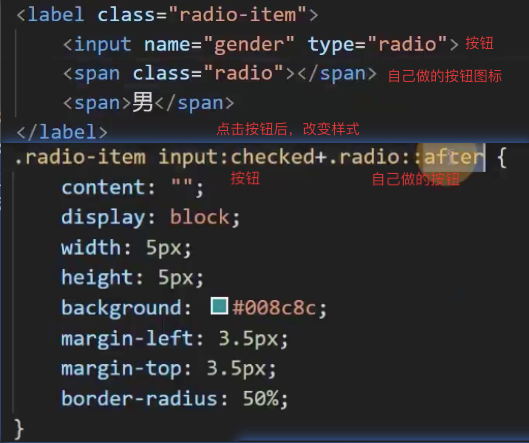 <label class="radio-item">
<input name="gender" type="radio"> 按钮
<span class="radio"></span> 自己做的按钮图标
<span>男</span>
</label> 点击按钮后，改变样式
.radio-item input:checked+.radio::after {
按钮 自己做的按钮
content: "";
display: block;
width: 5px;
height: 5px;
background: #008c8c;
margin-left: 3.5px;
margin-top: 3.5px;
border-radius: 50%;
}